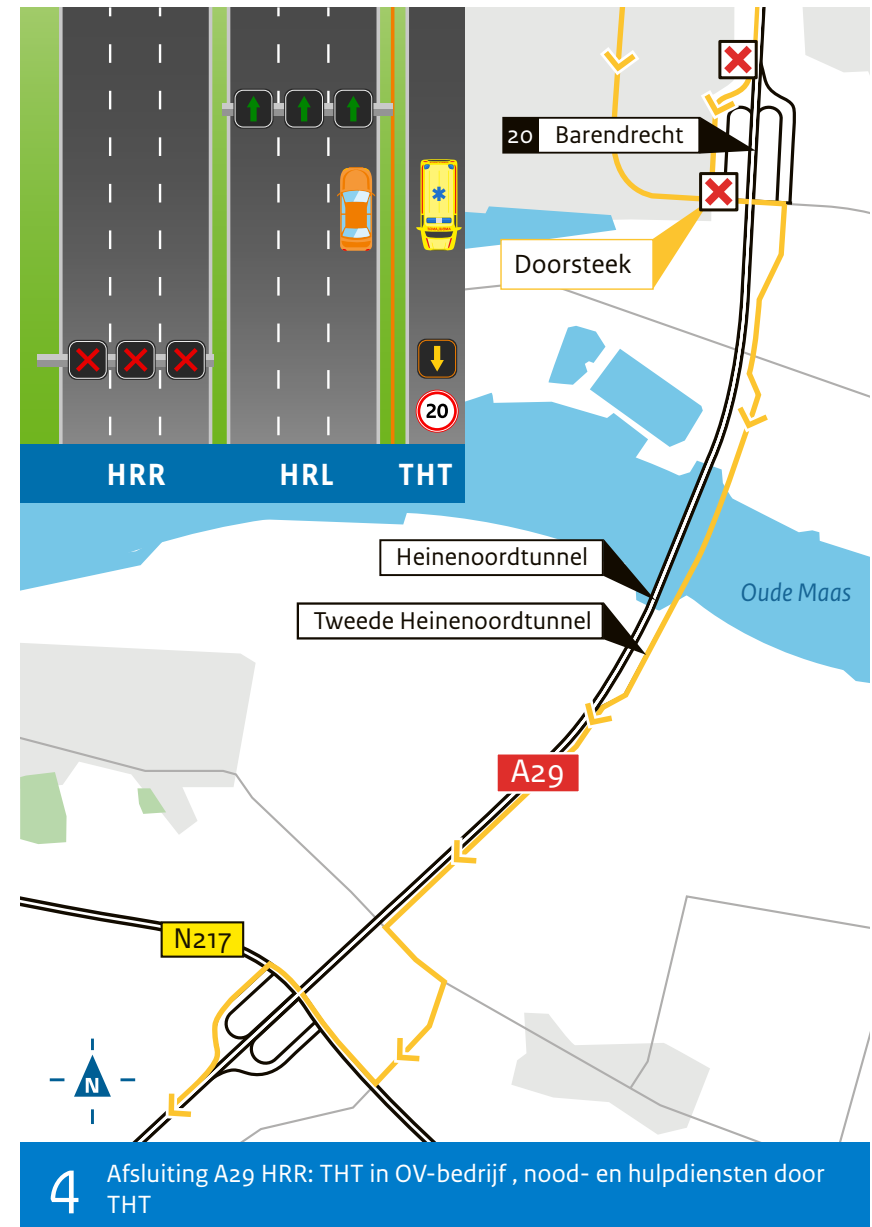 20 Barendrecht
Doorsteek
20
HRR HRL THT
Heinenoordtunnel
Oude Maas
Tweede Heinenoordtunnel
A29
N217
N
4 Afsluiting A29 HRR: THT in OV-bedrijf , nood- en hulpdiensten door
THT